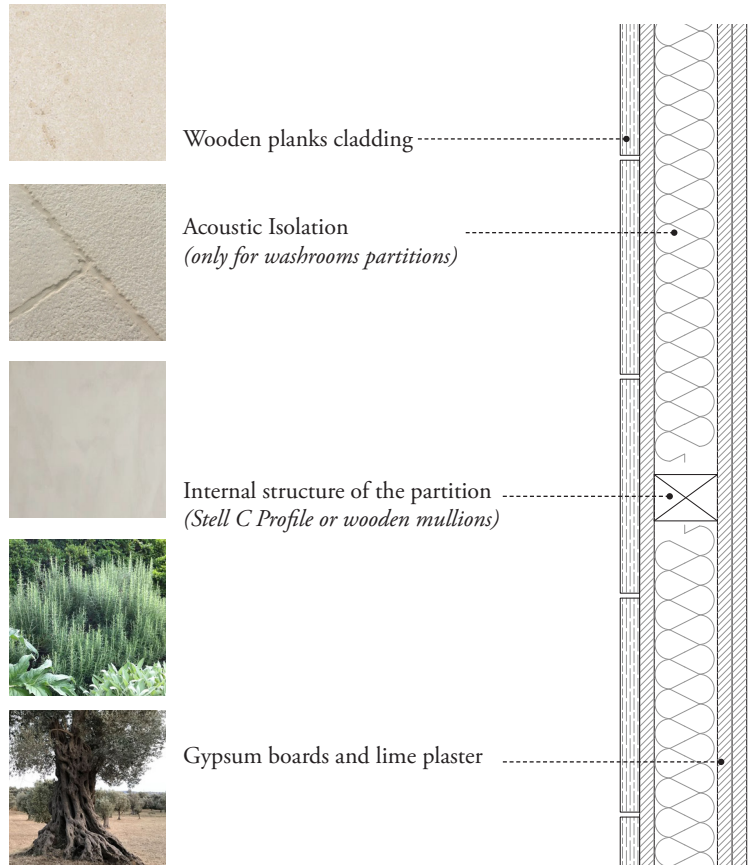 Wooden planks cladding
Acoustic Isolation
(only for washrooms partitions)
Internal structure of the partition
(Stell C Profile or wooden mullions)
Gypsum boards and lime plaster